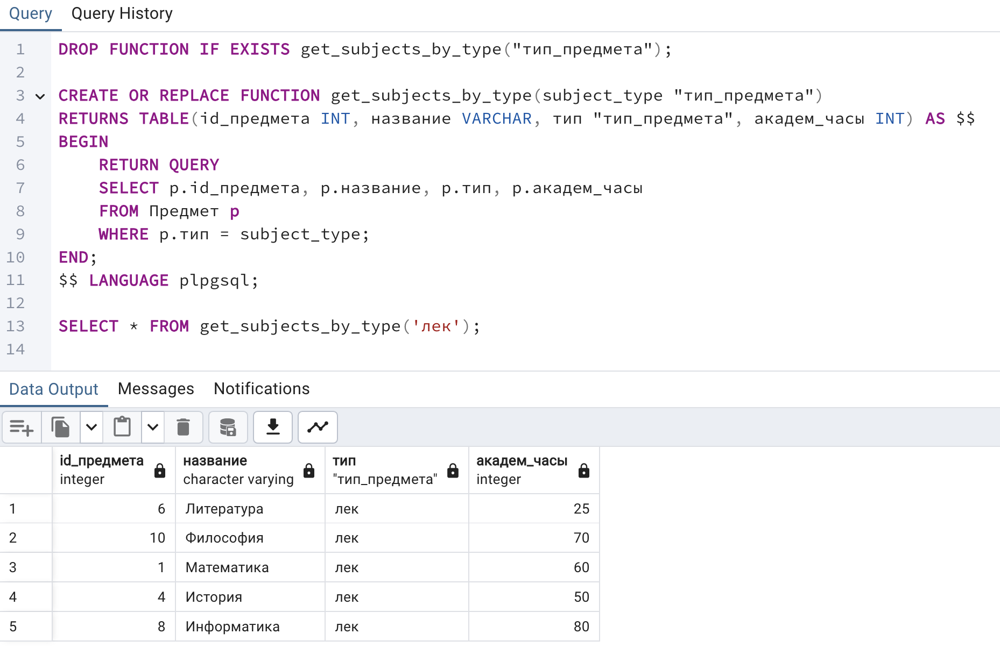 Query Query History
1 DROP FUNCTION IF EXISTS get_subjects_by_type("тип_предмета");
2
3 CREATE OR REPLACE FUNCTION get_subjects_by_type(subject_type "тип_предмета")
4 RETURNS TABLE(id_предмета INT, название VARCHAR, тип "тип_предмета", академ_часы INT) AS $$
5 BEGIN
6 RETURN QUERY
7 SELECT p.id_предмета, p.название, p.тип, p.академ_часы
8 FROM Предмет p
9 WHERE p.тип = subject_type;
10 END;
11 $$ LANGUAGE plpgsql;
12
13 SELECT * FROM get_subjects_by_type('лек');
14
Data Output Messages Notifications
id_предмета название тип академ_часы
integer character varying "тип_предмета" integer
1 6 Литература лек 25
2 10 Философия лек 70
3 1 Математика лек 60
4 4 История лек 50
5 8 Информатика лек 80